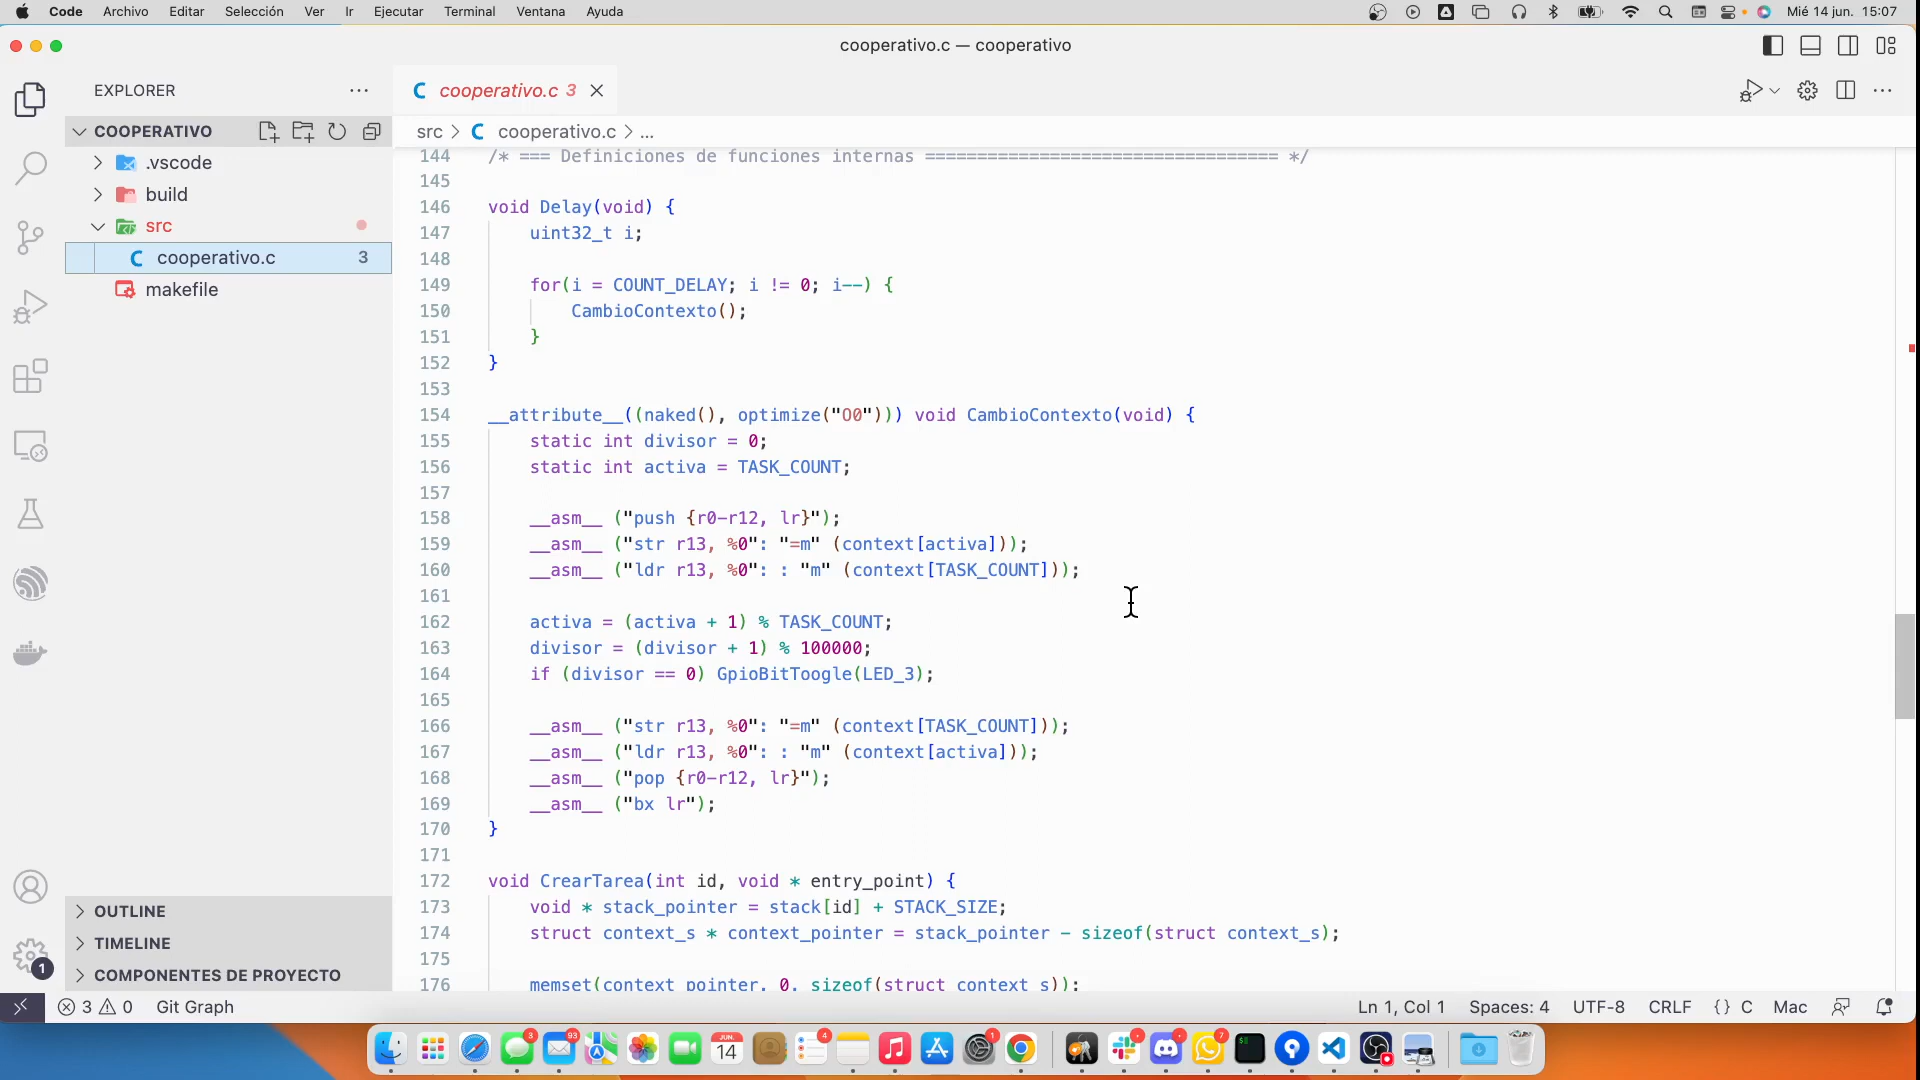 Code Archivo Editar Selección Ver Ir Ejecutar Terminal Ventana Ayuda Mié 14 jun. 15:07
cooperativo.c — cooperativo
EXPLORER
cooperativo.c 3
COOPERATIVO
src > cooperativo.c > ...
.vscode
build
src
cooperativo.c 3
makefile
144 /* === Definiciones de funciones internas ================================== */
145
146 void Delay(void) {
147 uint32_t i;
148
149 for(i = COUNT_DELAY; i != 0; i--) {
150 CambioContexto();
151 }
152 }
153
154 __attribute__((naked(), optimize("O0"))) void CambioContexto(void) {
155 static int divisor = 0;
156 static int activa = TASK_COUNT;
157
158 __asm__ ("push {r0-r12, lr}");
159 __asm__ ("str r13, %0": "=m" (context[activa]));
160 __asm__ ("ldr r13, %0": : "m" (context[TASK_COUNT]));
161
162 activa = (activa + 1) % TASK_COUNT;
163 divisor = (divisor + 1) % 100000;
164 if (divisor == 0) GpioBitToogle(LED_3);
165
166 __asm__ ("str r13, %0": "=m" (context[TASK_COUNT]));
167 __asm__ ("ldr r13, %0": : "m" (context[activa]));
168 __asm__ ("pop {r0-r12, lr}");
169 __asm__ ("bx lr");
170 }
171
172 void CrearTarea(int id, void * entry_point) {
173 void * stack_pointer = stack[id] + STACK_SIZE;
174 struct context_s * context_pointer = stack_pointer - sizeof(struct context_s);
175
176 memset(context_pointer, 0, sizeof(struct context_s));
OUTLINE
TIMELINE
COMPONENTES DE PROYECTO
1
3 0 Git Graph Ln 1, Col 1 Spaces: 4 UTF-8 CRLF {} C Mac
3 93 JUN. 14 4 1 7